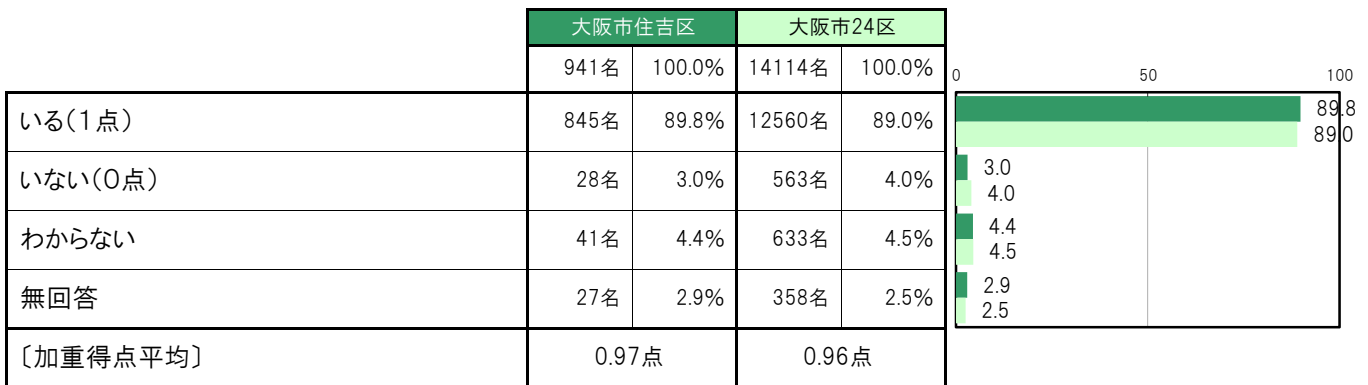 大阪市住吉区 大阪市24区
941名 100.0% 14114名 100.0% 0 50 100
いる(1点) 845名 89.8% 12560名 89.0% 89.8
89.0
いない(0点) 28名 3.0% 563名 4.0% 3.0
4.0
わからない 41名 4.4% 633名 4.5% 4.4
4.5
無回答 27名 2.9% 358名 2.5% 2.9
2.5
〔加重得点平均〕 0.97点 0.96点